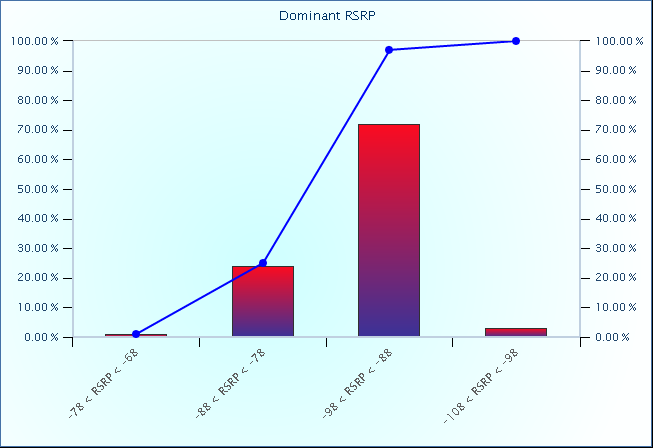 Dominant RSRP
100.00 % 100.00 %
90.00 % 90.00 %
80.00 % 80.00 %
70.00 % 70.00 %
60.00 % 60.00 %
50.00 % 50.00 %
40.00 % 40.00 %
30.00 % 30.00 %
20.00 % 20.00 %
10.00 % 10.00 %
0.00 % 0.00 %
-78 < RSRP < -68
-88 < RSRP < -78
-98 < RSRP < -88
-108 < RSRP < -98